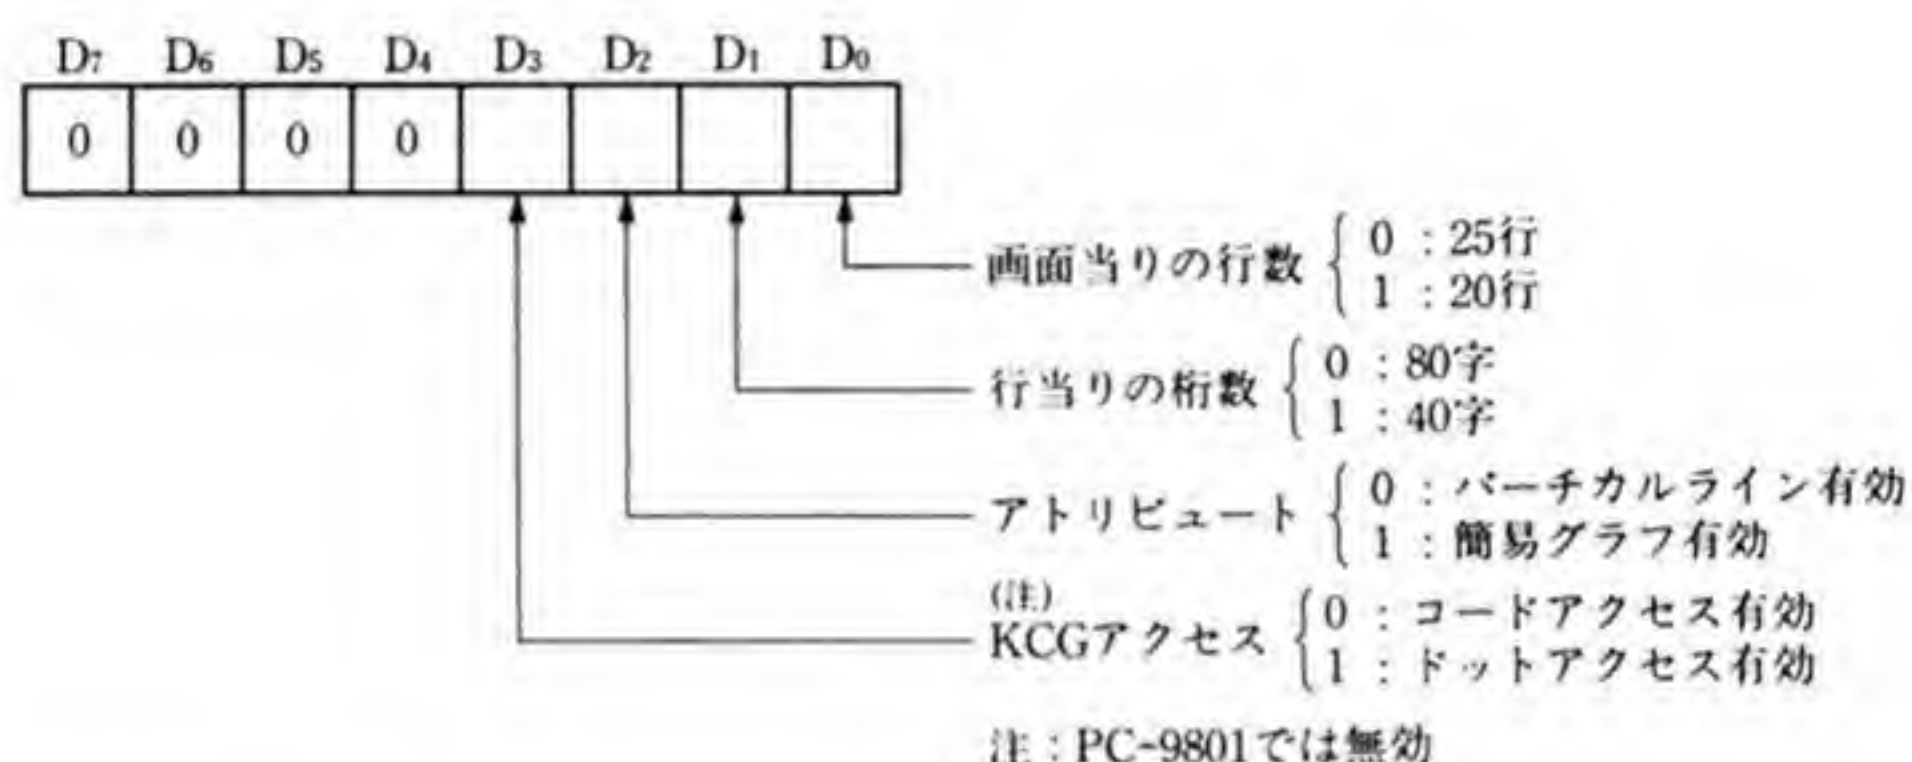 D7 D6 D5 D4 D3 D2 D1 D0
0 0 0 0
画面当りの行数 0 : 25行
1 : 20行
行当りの桁数 0 : 80字
1 : 40字
アトリビュート 0 : バーチカルライン有効
1 : 簡易グラフ有効
(注)
KCGアクセス 0 : コードアクセス有効
1 : ドットアクセス有効
注 : PC-9801では無効